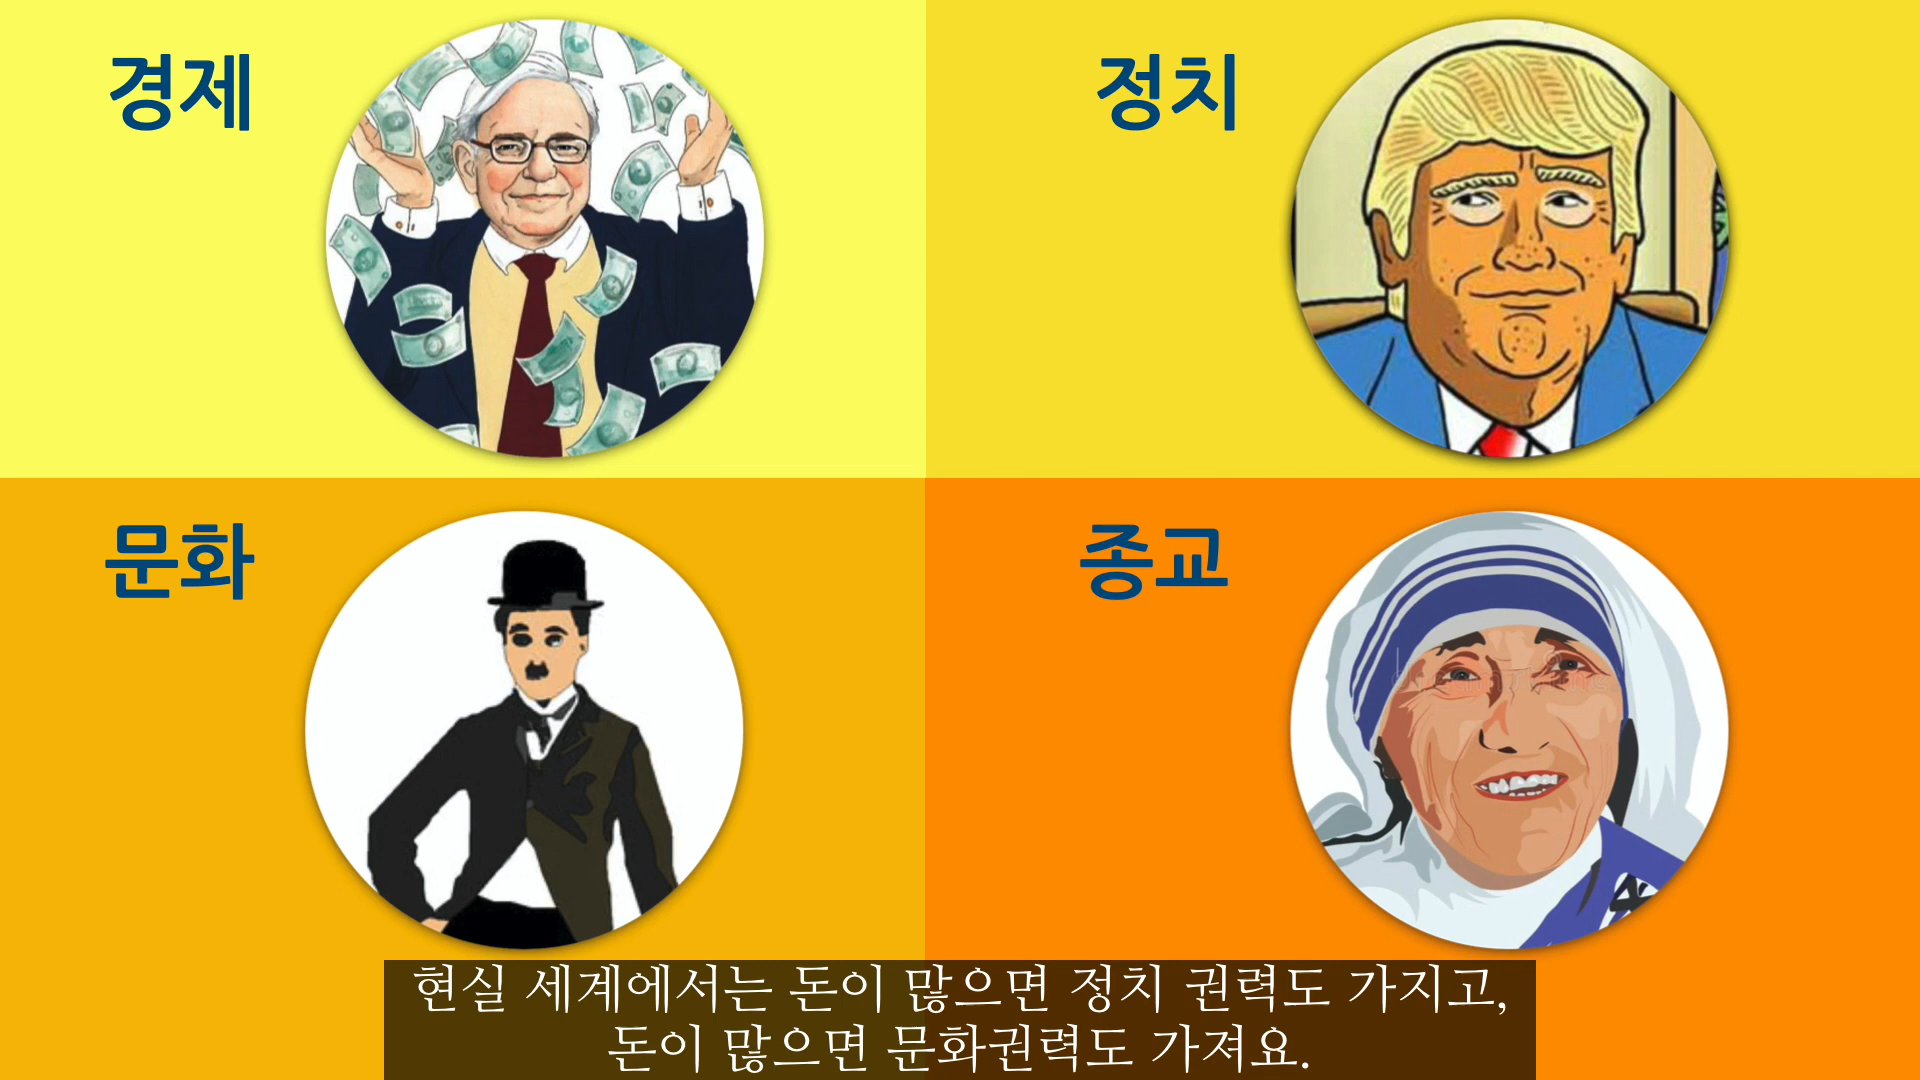 경제
정치
문화
종교
현실 세계에서는 돈이 많으면 정치 권력도 가지고,
돈이 많으면 문화권력도 가져요.